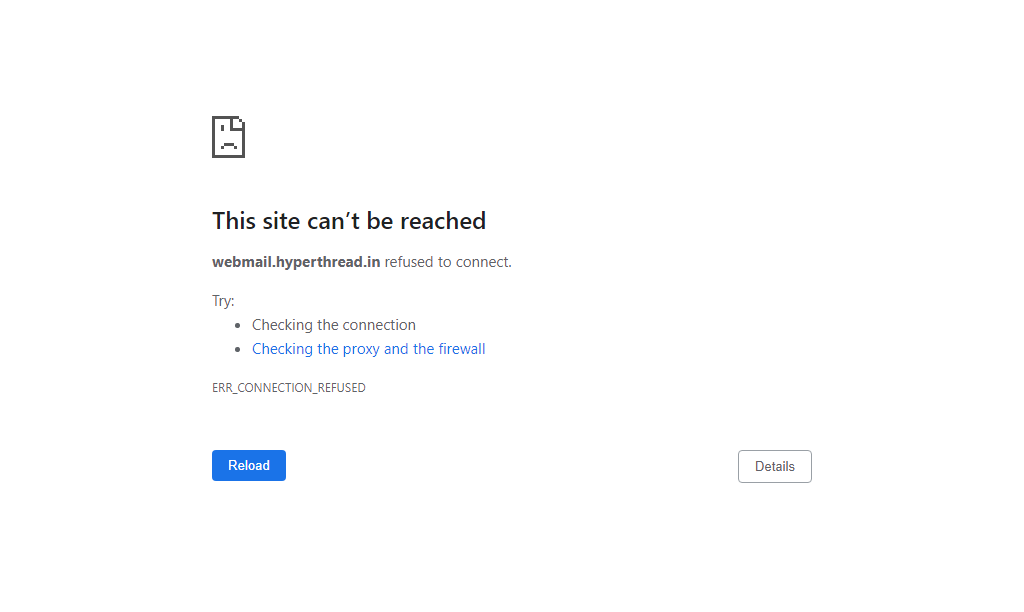 This site can’t be reached
webmail.hyperthread.in refused to connect.
Try:
Checking the connection
Checking the proxy and the firewall
ERR_CONNECTION_REFUSED
Reload
Details